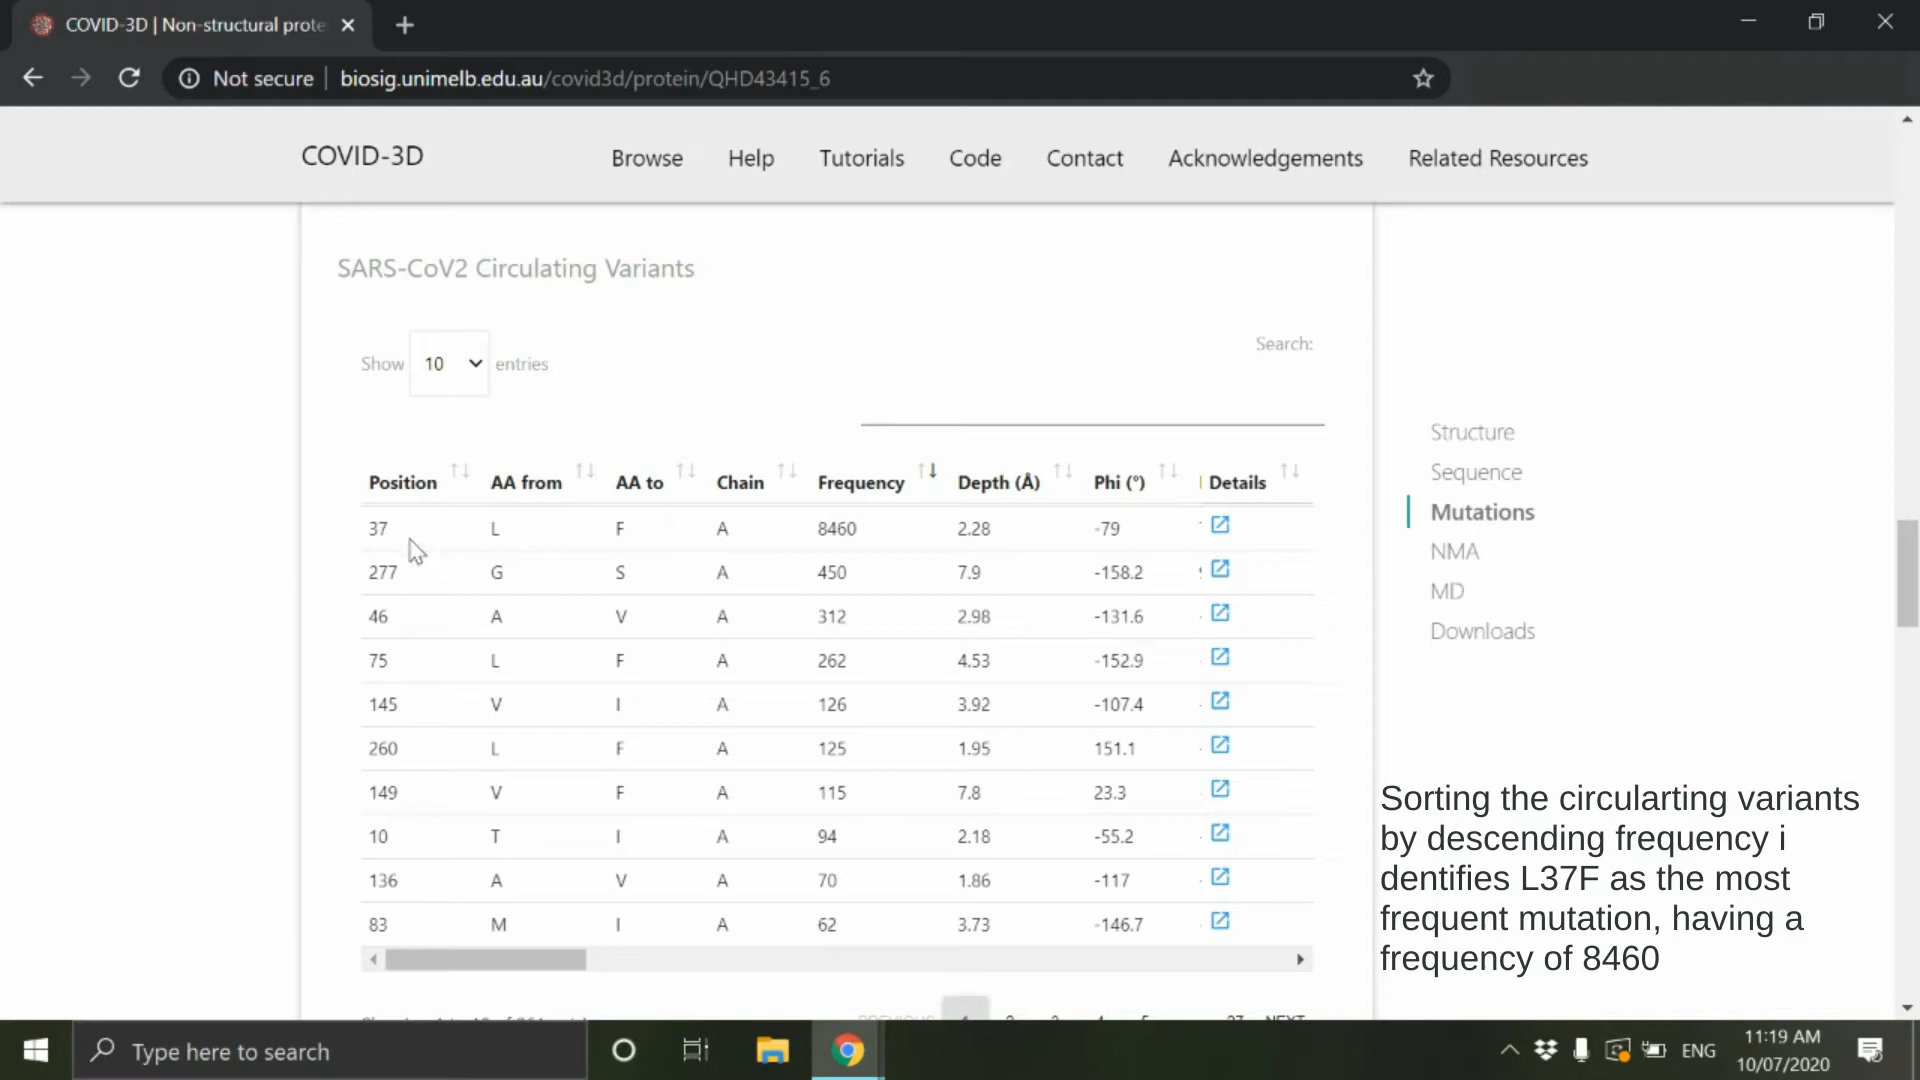 COVID-3D | Non-structural prote
Not secure | biosig.unimelb.edu.au/covid3d/protein/QHD43415_6
COVID-3D Browse Help Tutorials Code Contact Acknowledgements Related Resources
SARS-CoV2 Circulating Variants
Show 10 entries
Search:
Position AA from AA to Chain Frequency Depth (Å) Phi (°) Details
37 L F A 8460 2.28 -79
277 G S A 450 7.9 -158.2
46 A V A 312 2.98 -131.6
75 L F A 262 4.53 -152.9
145 V I A 126 3.92 -107.4
260 L F A 125 1.95 151.1
149 V F A 115 7.8 23.3
10 T I A 94 2.18 -55.2
136 A V A 70 1.86 -117
83 M I A 62 3.73 -146.7
Structure
Sequence
Mutations
NMA
MD
Downloads
Sorting the circularting variants
by descending frequency i
dentifies L37F as the most
frequent mutation, having a
frequency of 8460
Type here to search
ENG
11:19 AM
10/07/2020